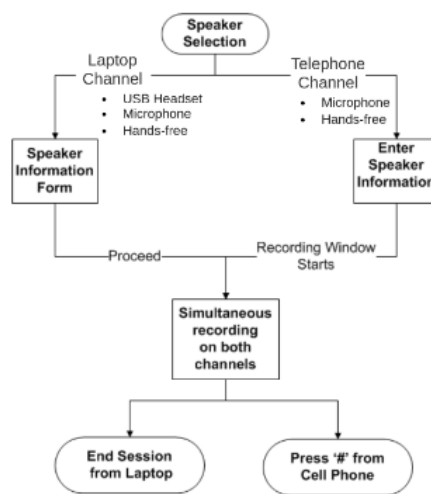 Speaker
Selection
Laptop
Channel
• USB Headset
• Microphone
• Hands-free
Telephone
Channel
• Microphone
• Hands-free
Speaker
Information
Form
Enter
Speaker
Information
Proceed
Recording Window
Starts
Simultaneous
recording
on both
channels
End Session
from Laptop
Press '#' from
Cell Phone